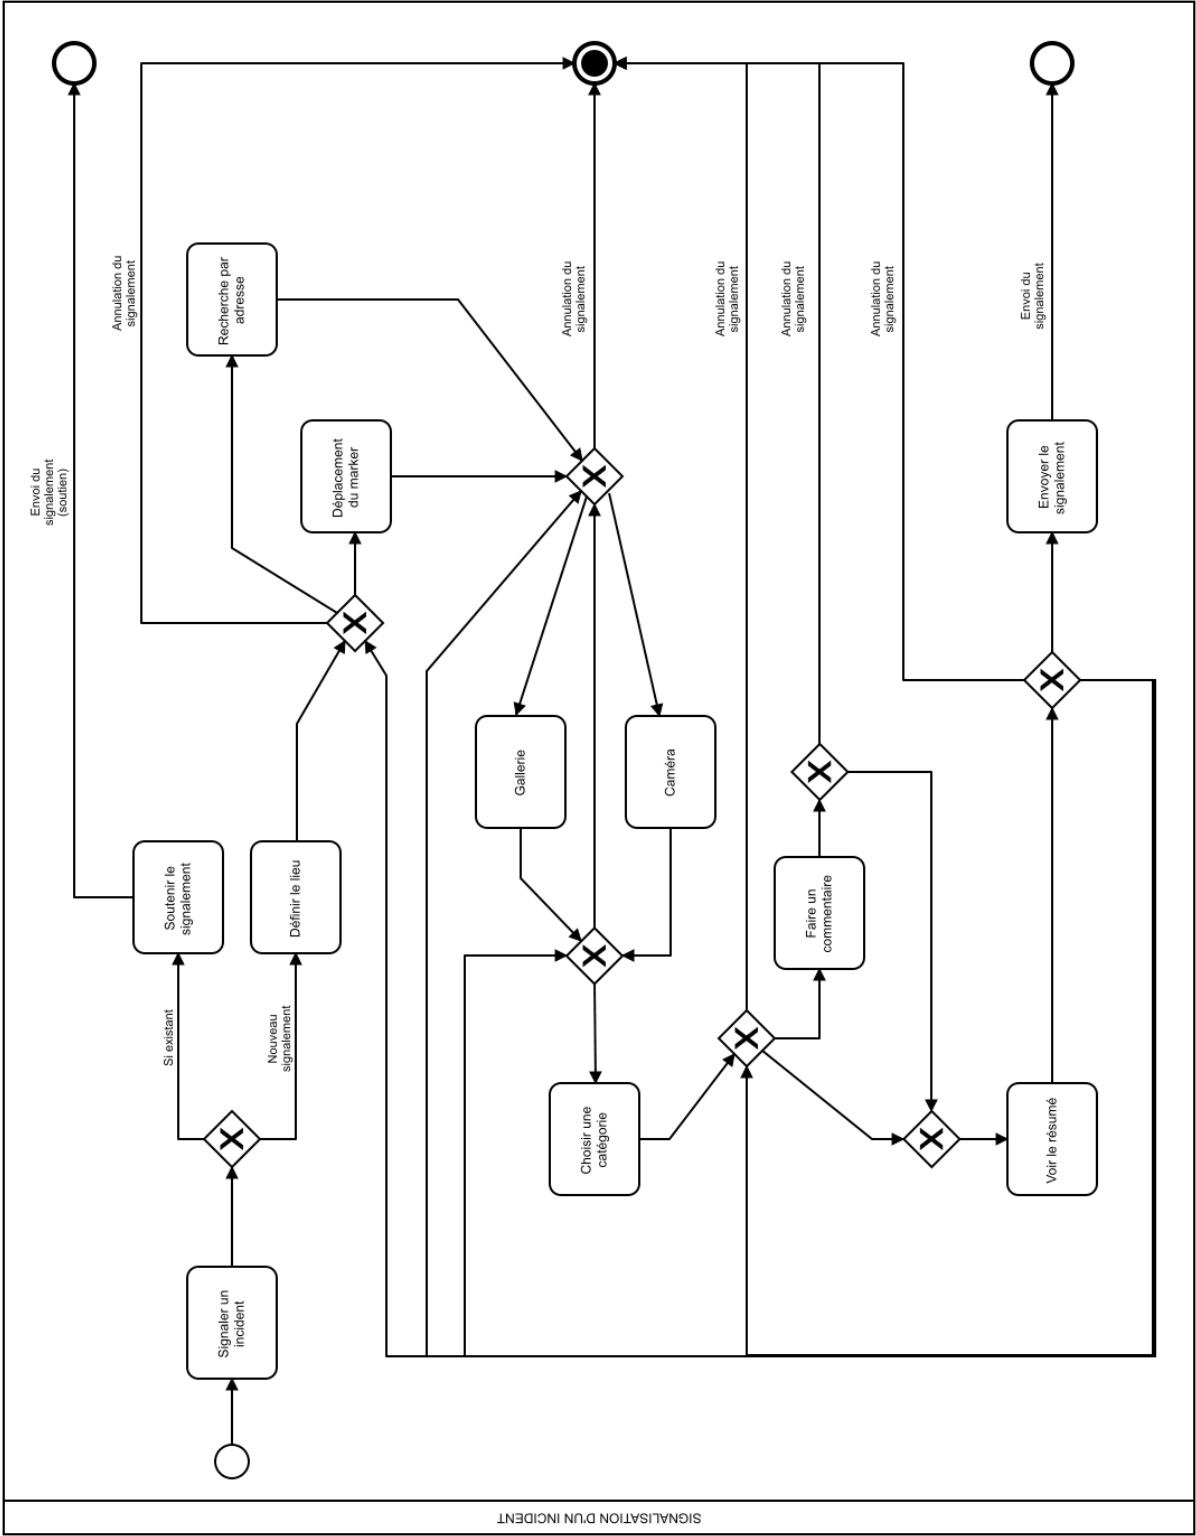 SIGNALISATION D'UN INCIDENT
Signaler un
incident
Si existant
Nouveau
signalement
Soutenir le
signalement
Définir le lieu
Envoi du
signalement
(soutien)
Annulation du
signalement
Recherche par
adresse
Déplacement
du marker
Annulation du
signalement
Gallerie
Caméra
Choisir une
catégorie
Annulation du
signalement
Faire un
commentaire
Annulation du
signalement
Voir le résumé
Annulation du
signalement
Envoyer le
signalement
Envoi du
signalement